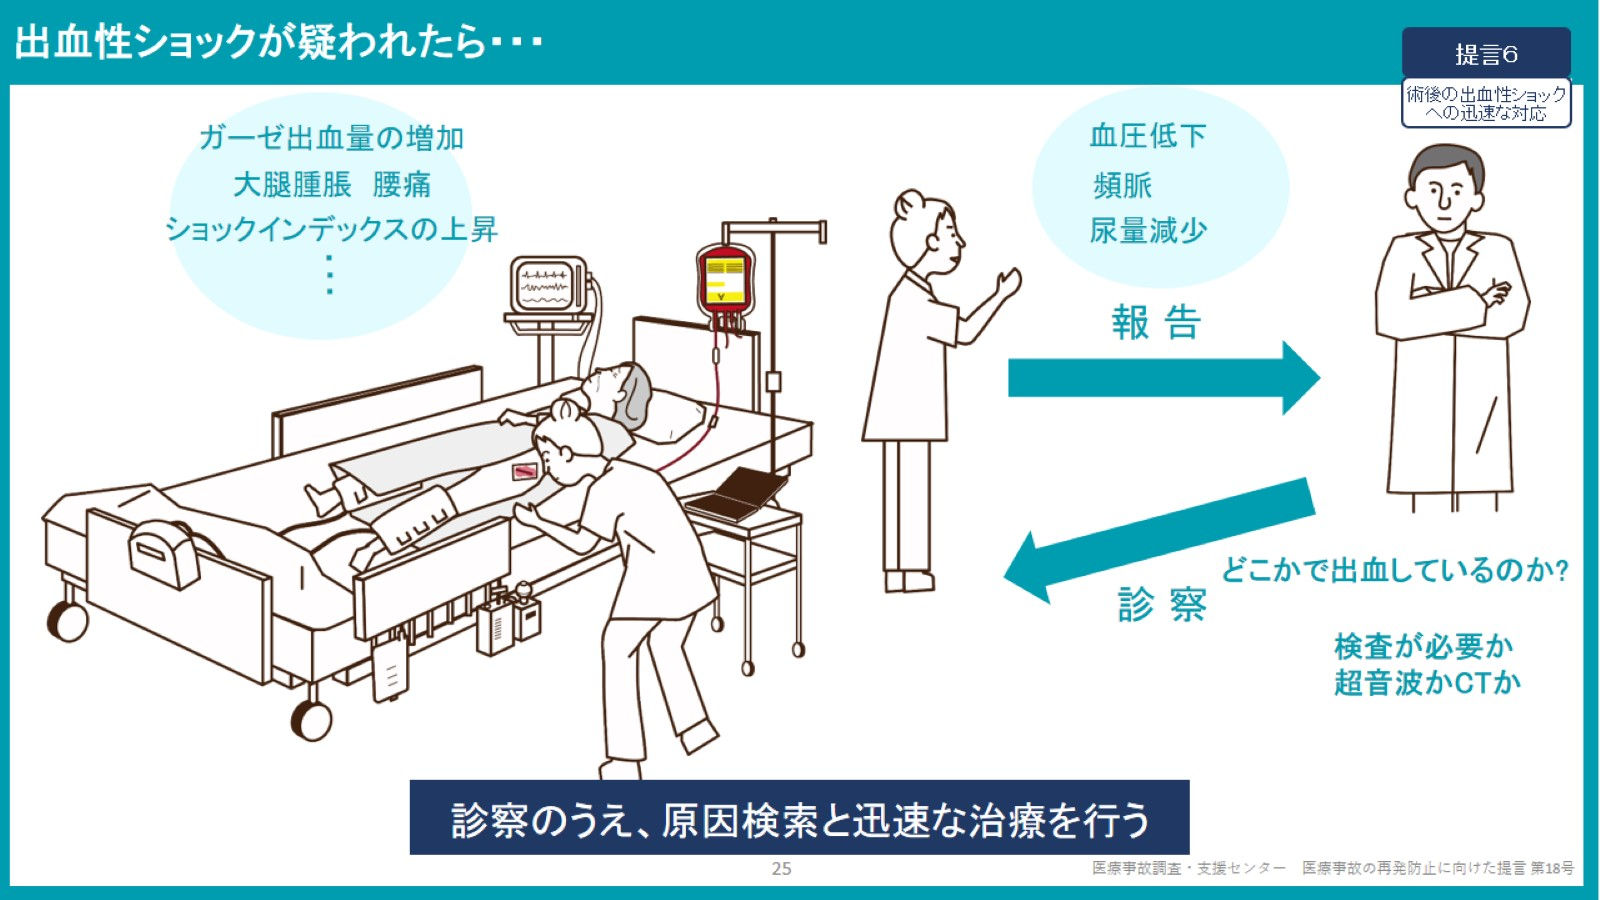 出血性ショックが疑われたら・・・
提言6
術後の出血性ショック
への迅速な対応
ガーゼ出血量の増加
大腿腫脹 腰痛
ショックインデックスの上昇
・・・
血圧低下
頻脈
尿量減少
報告
診察
どこかで出血しているのか?
検査が必要か
超音波かCTか
診察のうえ、原因検索と迅速な治療を行う
25
医療事故調査・支援センター 医療事故の再発防止に向けた提言 第18号